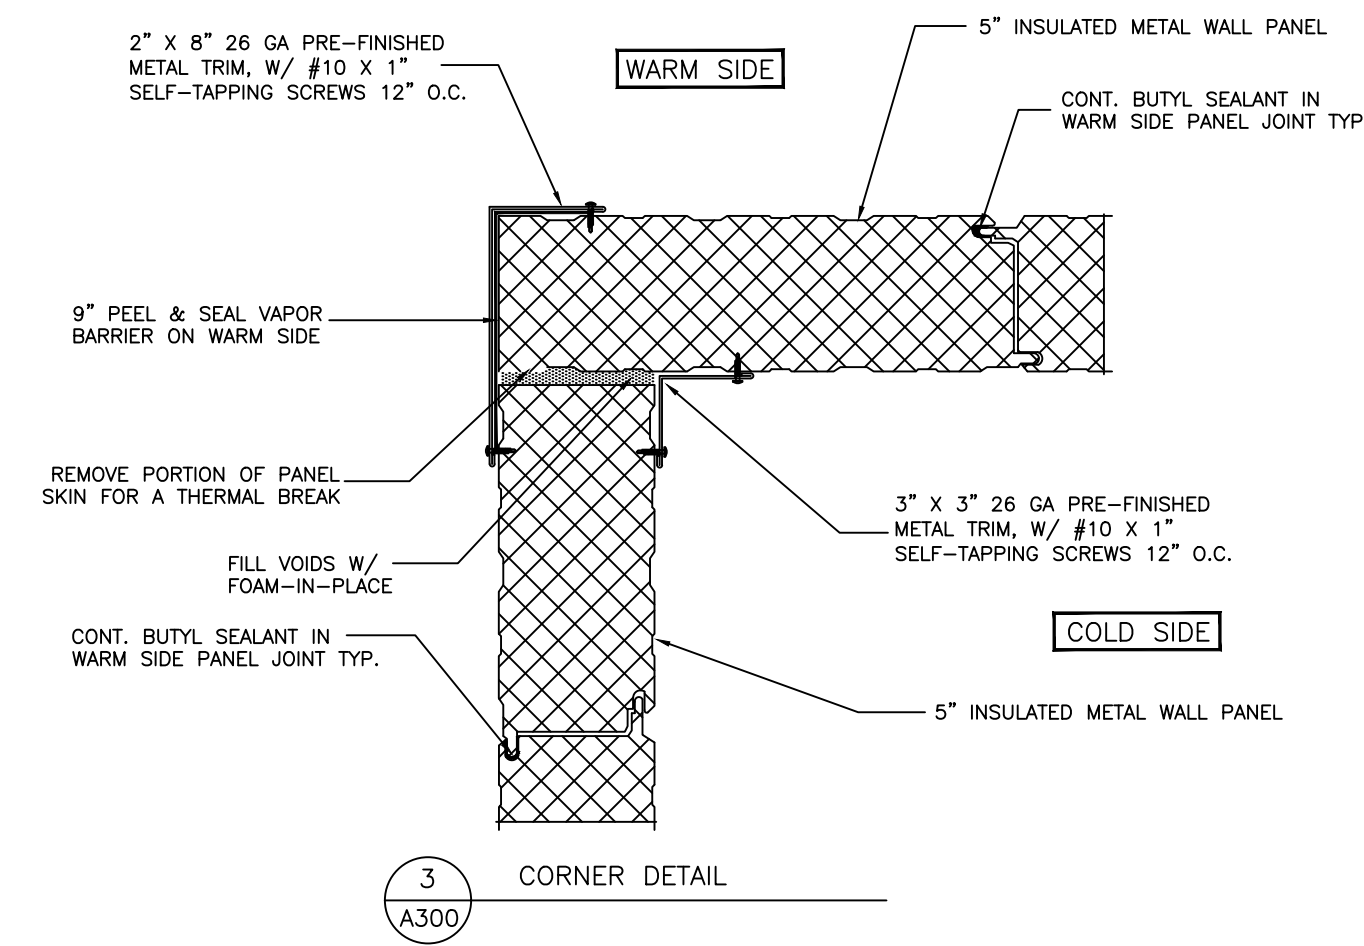 2” X 8” 26 GA PRE–FINISHED
METAL TRIM, W/ #10 X 1”
SELF–TAPPING SCREWS 12” O.C.
WARM SIDE
5” INSULATED METAL WALL PANEL
CONT. BUTYL SEALANT IN
WARM SIDE PANEL JOINT TYP
9” PEEL & SEAL VAPOR
BARRIER ON WARM SIDE
REMOVE PORTION OF PANEL
SKIN FOR A THERMAL BREAK
3” X 3” 26 GA PRE–FINISHED
METAL TRIM, W/ #10 X 1”
SELF–TAPPING SCREWS 12” O.C.
FILL VOIDS W/
FOAM–IN–PLACE
CONT. BUTYL SEALANT IN
WARM SIDE PANEL JOINT TYP.
COLD SIDE
5” INSULATED METAL WALL PANEL
3
A300
CORNER DETAIL